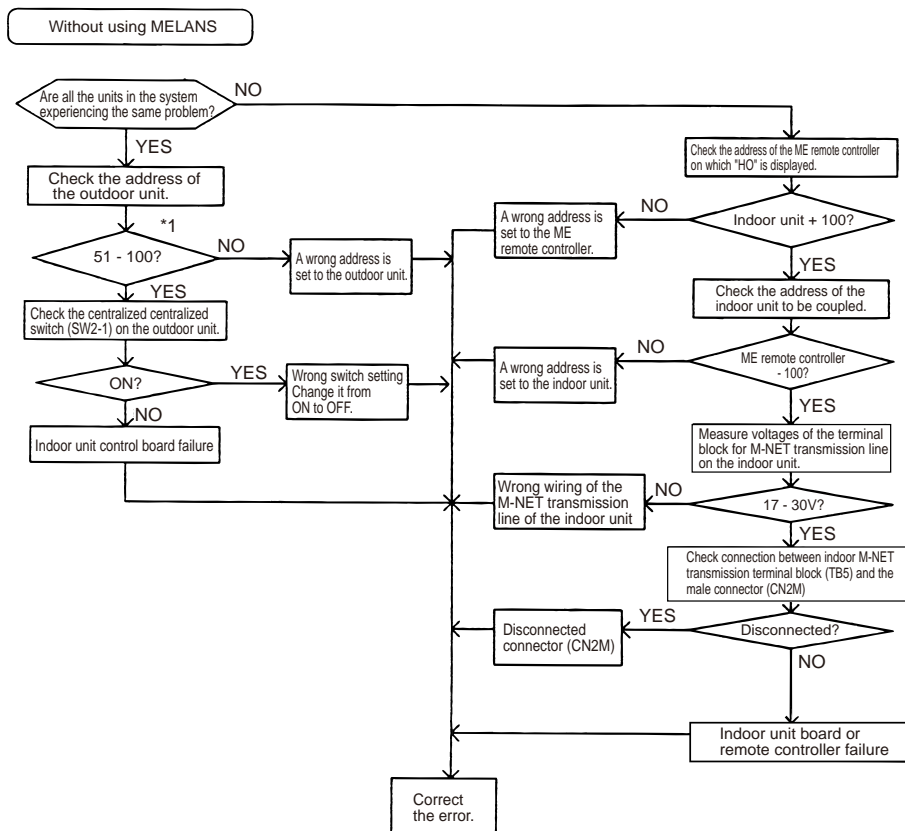 Without using MELANS
Are all the units in the system
experiencing the same problem?
NO
YES
Check the address of
the outdoor unit.
*1
51 - 100?
NO
A wrong address is
set to the outdoor unit.
YES
Check the centralized centralized
switch (SW2-1) on the outdoor unit.
ON?
YES
Wrong switch setting
Change it from
ON to OFF.
NO
Indoor unit control board failure
Check the address of the ME remote controller
on which "HO" is displayed.
Indoor unit + 100?
NO
A wrong address is
set to the ME
remote controller.
YES
Check the address of the
indoor unit to be coupled.
ME remote controller
- 100?
NO
A wrong address is
set to the indoor unit.
YES
Measure voltages of the terminal
block for M-NET transmission line
on the indoor unit.
17 - 30V?
NO
Wrong wiring of the
M-NET transmission
line of the indoor unit
YES
Check connection between indoor M-NET
transmission terminal block (TB5) and the
male connector (CN2M)
Disconnected?
YES
Disconnected
connector (CN2M)
NO
Indoor unit board or
remote controller failure
Correct
the error.